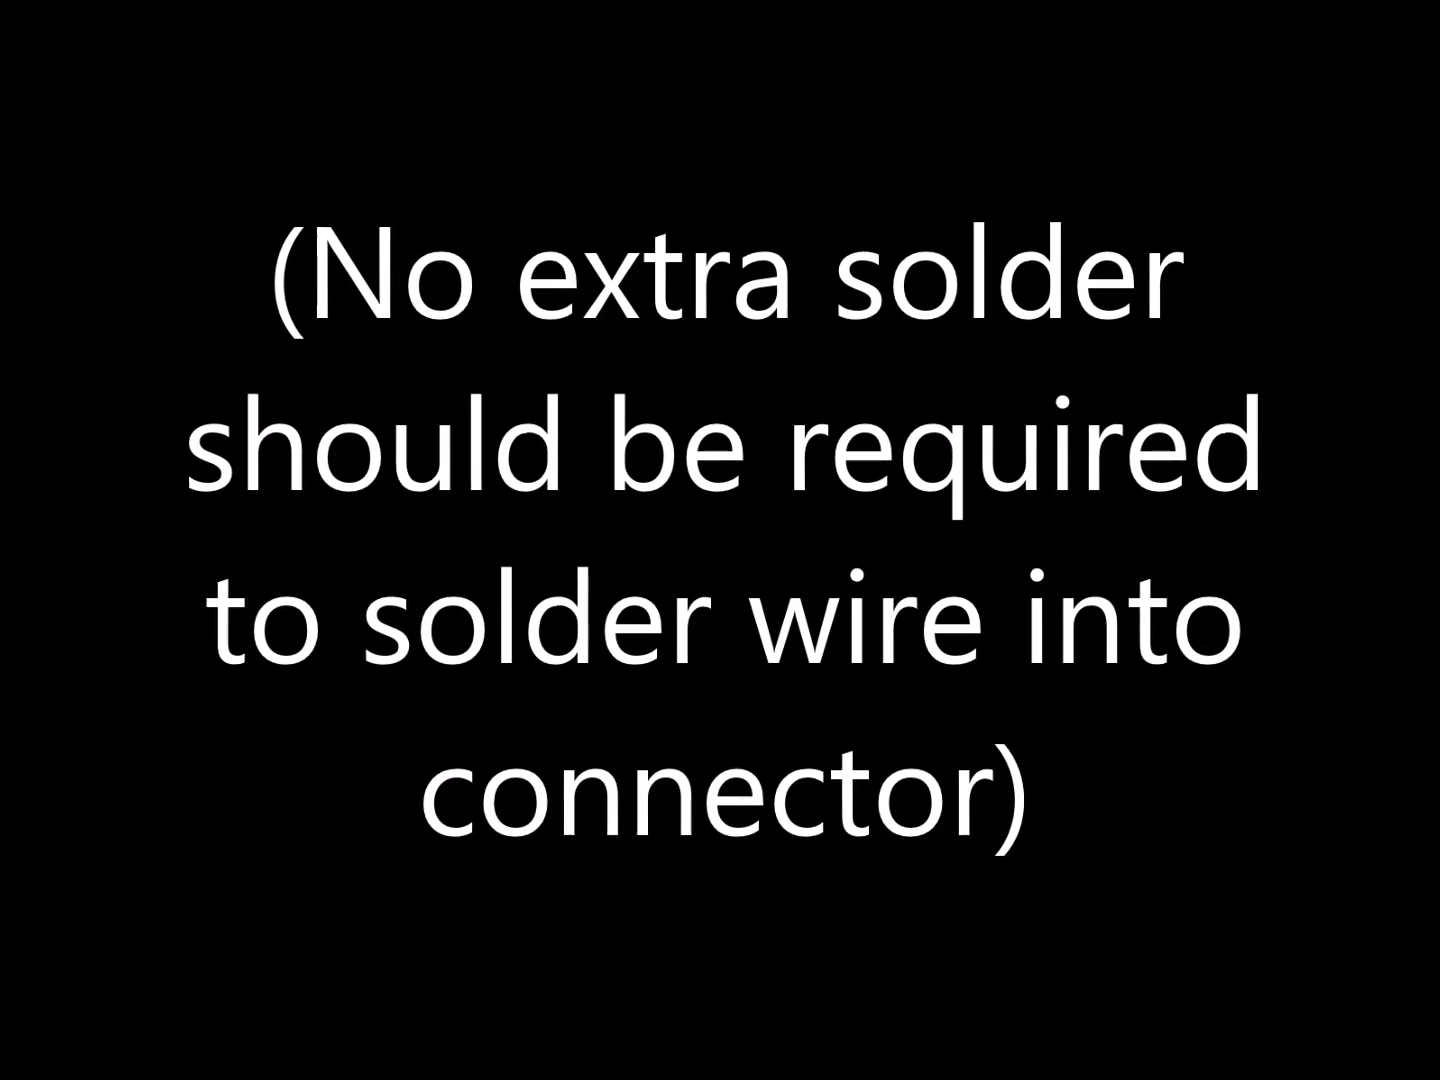 (No extra solder
should be required
to solder wire into
connector)